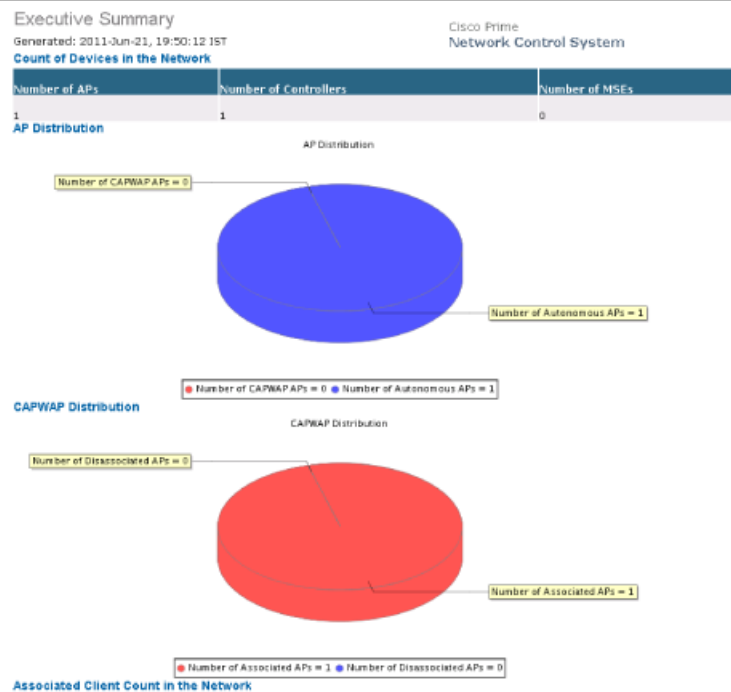 Executive Summary
Cisco Prime
Generated: 2011-Jun-21, 19:50:12 IST
Network Control System
Count of Devices in the Network
Number of APs Number of Controllers Number of MSEs
1 1 0
AP Distribution
AP Distribution
Number of CAPWAP APs = 0
Number of Autonomous APs = 1
Number of CAPWAP APs = 0 Number of Autonomous APs = 1
CAPWAP Distribution
CAPWAP Distribution
Number of Disassociated APs = 0
Number of Associated APs = 1
Number of Associated APs = 1 Number of Disassociated APs = 0
Associated Client Count in the Network